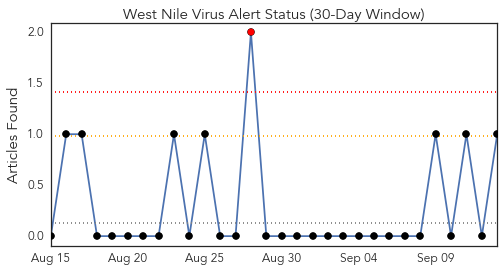 West Nile Virus Alert Status (30-Day Window)
Articles Found
2.0
1.5
1.0
0.5
0.0
Aug 15 Aug 20 Aug 25 Aug 30 Sep 04 Sep 09